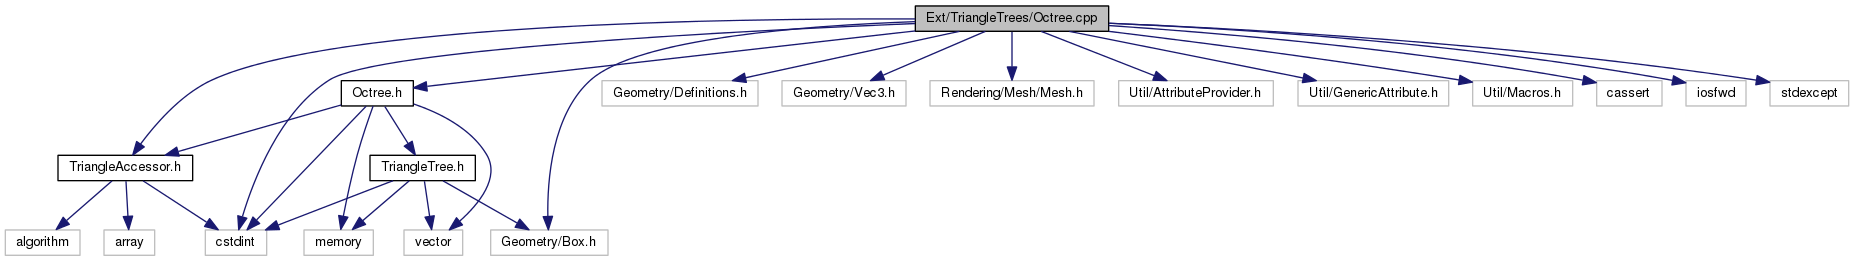 Ext/TriangleTrees/Octree.cpp
Octree.h
Geometry/Definitions.h
Geometry/Vec3.h
Rendering/Mesh/Mesh.h
Util/AttributeProvider.h
Util/GenericAttribute.h
Util/Macros.h
cassert
iosfwd
stdexcept
TriangleAccessor.h
TriangleTree.h
algorithm
array
cstdint
memory
vector
Geometry/Box.h